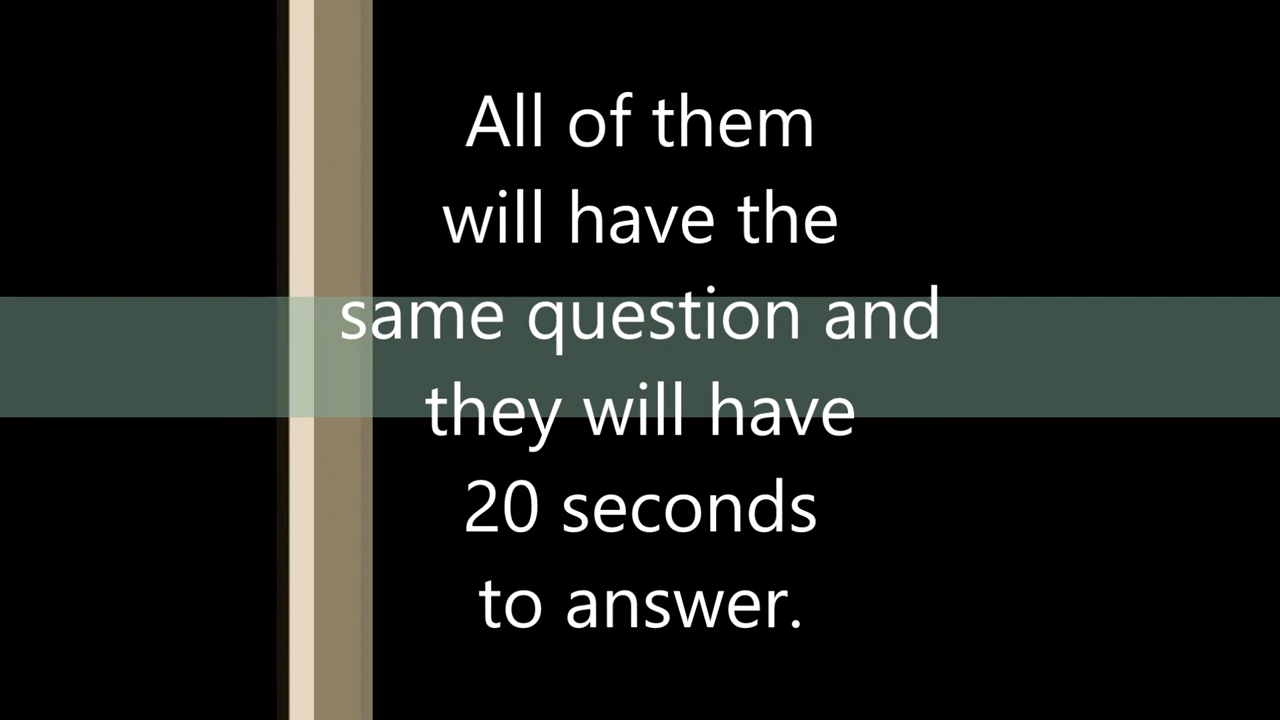 All of them
will have the
same question and
they will have
20 seconds
to answer.